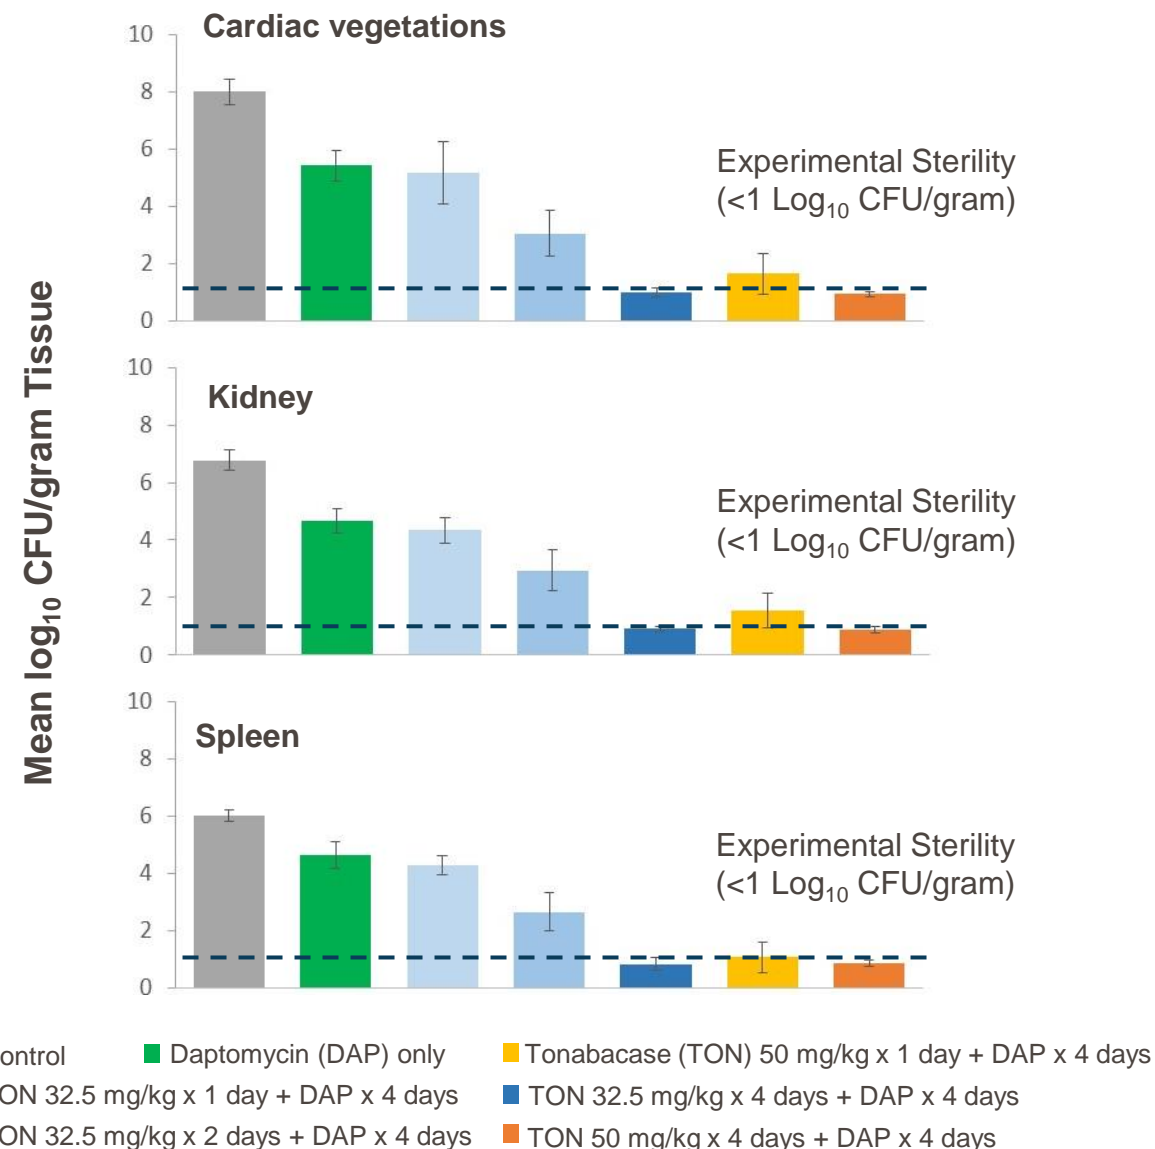 Cardiac vegetations
10
8
6
4
2
0
Experimental Sterility
(<1 Log10 CFU/gram)
Mean log10 CFU/gram Tissue
10
8
6
4
2
0
Kidney
Experimental Sterility
(<1 Log10 CFU/gram)
10
8
6
4
2
0
Spleen
Experimental Sterility
(<1 Log10 CFU/gram)
ontrol
Daptomycin (DAP) only
Tonabacase (TON) 50 mg/kg x 1 day + DAP x 4 days
ON 32.5 mg/kg x 1 day + DAP x 4 days
TON 32.5 mg/kg x 4 days + DAP x 4 days
ON 32.5 mg/kg x 2 days + DAP x 4 days
TON 50 mg/kg x 4 days + DAP x 4 days